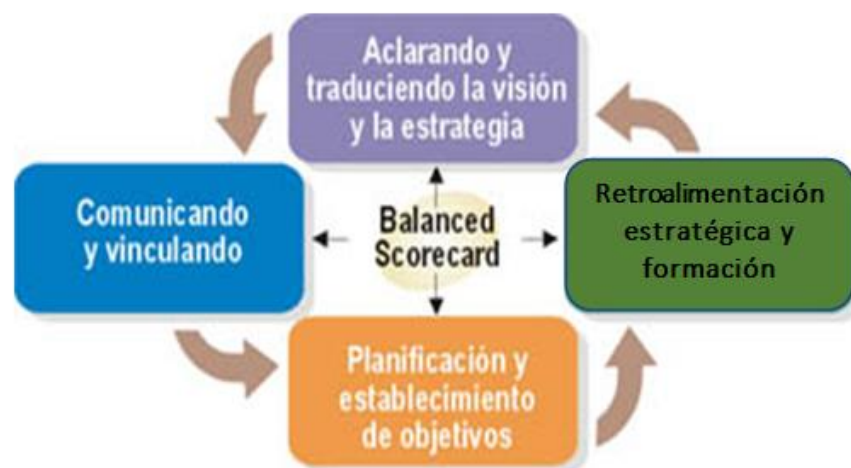 Aclarando y
traduciendo la visión
y la estrategia
Comunicando
y vinculando
Balanced
Scorecard
Retroalimentación
estratégica y
formación
Planificación y
establecimiento
de objetivos